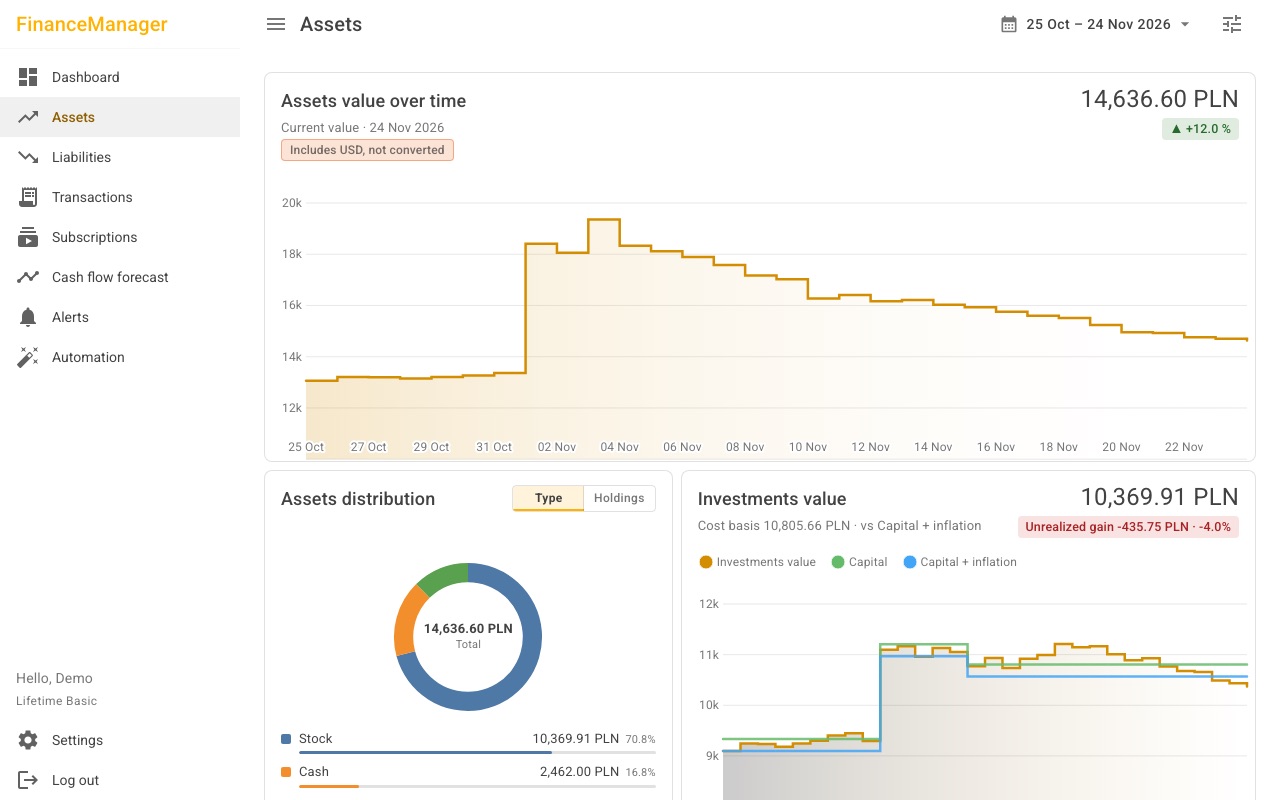 FinanceManager
Assets
25 Oct – 24 Nov 2026
Dashboard
Assets
Liabilities
Transactions
Subscriptions
Cash flow forecast
Alerts
Automation
Hello, Demo
Lifetime Basic
Settings
Log out
Assets value over time
14,636.60 PLN
Current value · 24 Nov 2026
▲ +12.0 %
Includes USD, not converted
20k
18k
16k
14k
12k
25 Oct 27 Oct 29 Oct 31 Oct 02 Nov 04 Nov 06 Nov 08 Nov 10 Nov 12 Nov 14 Nov 16 Nov 18 Nov 20 Nov 22 Nov
Assets distribution
Type Holdings
14,636.60 PLN
Total
Stock 10,369.91 PLN 70.8%
Cash 2,462.00 PLN 16.8%
Investments value
10,369.91 PLN
Cost basis 10,805.66 PLN · vs Capital + inflation
Unrealized gain -435.75 PLN · -4.0%
Investments value Capital Capital + inflation
12k
11k
10k
9k